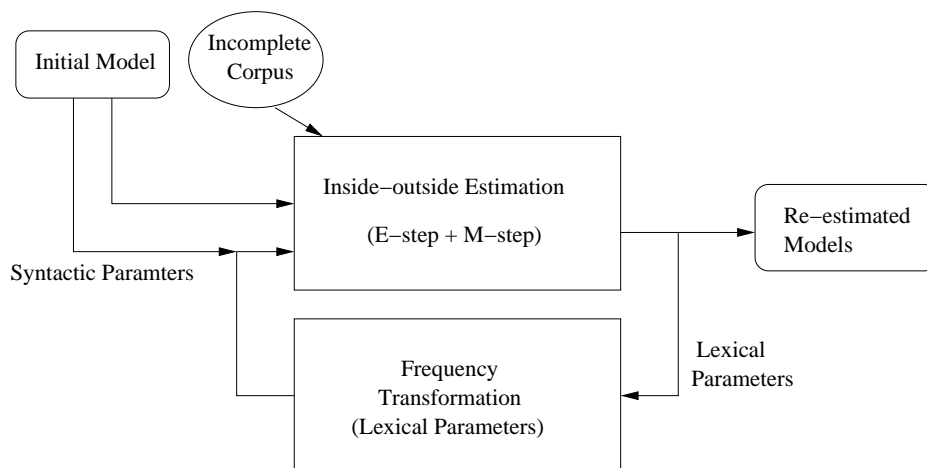 Initial Model
Incomplete
Corpus
Inside−outside Estimation
(E−step + M−step)
Re−estimated
Models
Syntactic Paramters
Lexical
Parameters
Frequency
Transformation
(Lexical Parameters)